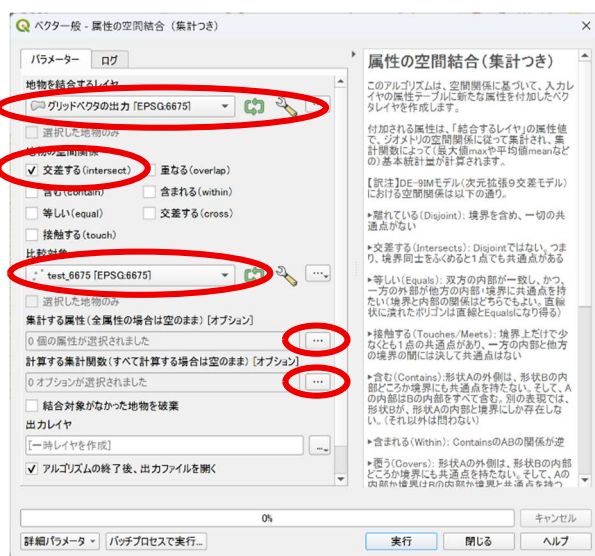 ベクター一般 - 属性の空間結合（集計つき）
パラメーター
ログ
地物を結合するレイヤ
グリッドベクタの出力 [EPSG:6675]
選択した地物のみ
地物の空間関係
交差する(intersect)
重なる(overlap)
含む(contain)
含まれる(within)
等しい(equal)
交差する(cross)
接触する(touch)
比較対象
test_6675 [EPSG:6675]
選択した地物のみ
集計する属性(全属性の場合は空のまま) [オプション]
0 個の属性が選択されました
計算する集計関数(すべて計算する場合は空のまま) [オプション]
0 オプションが選択されました
結合対象がなかった地物を破棄
出力レイヤ
[一時レイヤを作成]
アルゴリズムの終了後、出力ファイルを開く
属性の空間結合（集計つき）
このアルゴリズムは、空間関係に基づいて、入力レ
イヤの属性テーブルに新たな属性を付加したベク
タレイヤを作成します。
付加される属性は、「結合するレイヤ」の属性値
で、ジオメトリの空間関係に従って集計され、集
計関数によって(最大値maxや平均値meanなど
の)基本統計量が計算されます。
【訳注】DE-9IMモデル(次元拡張９交差モデル)
における空間関係は以下の通り。
▶離れている(Disjoint): 境界を含め、一切の共
通点がない
▶交差する(Intersects): Disjointではない。つま
り、境界同士をふくめると1点でも共通点がある
▶等しい(Equals): 双方の内部が一致し、かつ、
一方の外部が他方の内部・境界に共通点を持
たない(境界と内部の関係はどちらでもよい。直線
状に潰れたポリゴンは直線とEqualsになり得る)
▶接触する(Touches/Meets): 境界上だけで少
なくとも1点の共通点があり、一方の内部と他方
の境界の間には決して共通点はない
▶含む(Contains):形状Aの外側は、形状Bの内
部どころか境界にも共通点を持たない。そして、A
の内部はBの内部をすべて含む。別の表現では、
形状Bが、形状Aの内部と境界にしか存在しな
い。(それ以外は問わない)
▶含まれる(Within): ContainsのABの関係が逆
▶覆う(Covers): 形状Aの外側は、形状Bの内部
どころか境界にも共通点を持たない。そして、Aの
内部か境界はBの内部か境界と共通点を持つ
0%
キャンセル
詳細パラメータ
バッチプロセスで実行...
実行
閉じる
ヘルプ